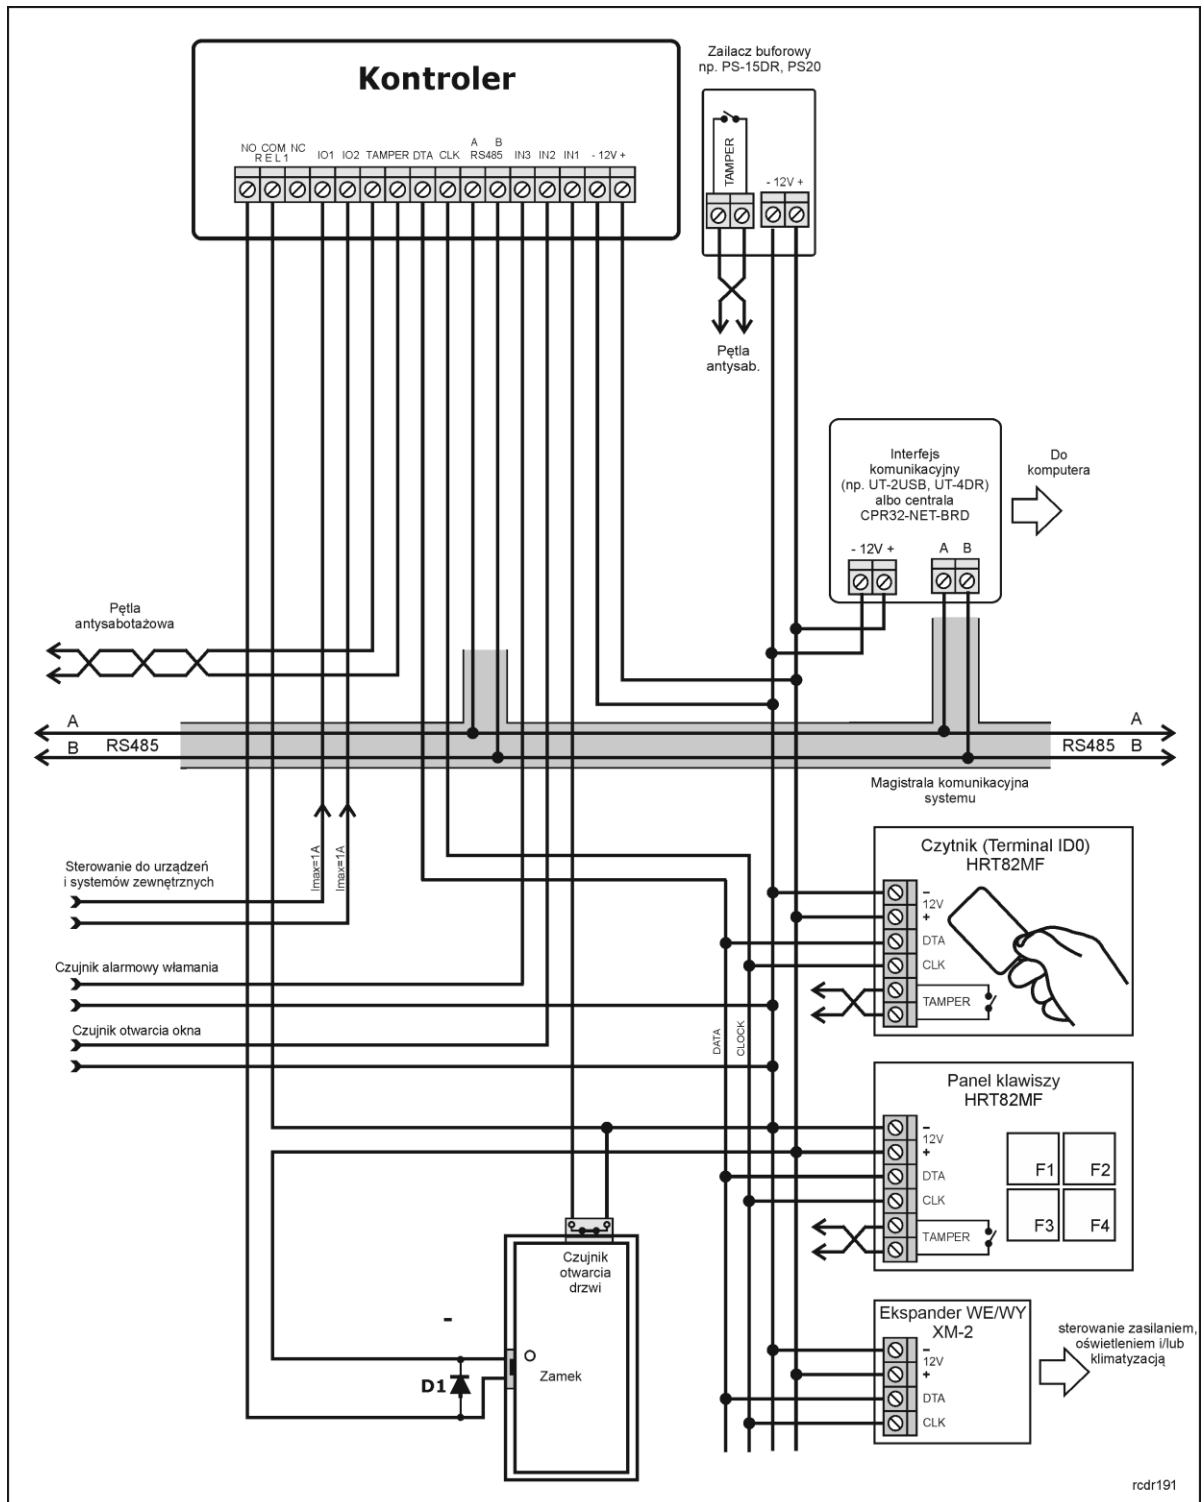 Kontroler
NO COM NC
REL1
IO1 IO2 TAMPER DTA CLK
A B
RS485
IN3 IN2 IN1 - 12V +
Zailacz buforowy
np. PS-15DR, PS20
TAMPER
- 12V +
Pętla
antysab.
Interfejs
komunikacyjny
(np. UT-2USB, UT-4DR)
albo centrala
CPR32-NET-BRD
- 12V +
A B
Do
komputera
Pętla
antysabotażowa
A
B RS485
A
RS485 B
Magistrala komunikacyjna
systemu
Sterowanie do urządzeń
i systemów zewnętrznych
Imax=1A
Imax=1A
Czujnik alarmowy włamania
Czujnik otwarcia okna
DATA
CLOCK
Czytnik (Terminal ID0)
HRT82MF
-
12V
+
DTA
CLK
TAMPER
Panel klawiszy
HRT82MF
-
12V
+
DTA
CLK
TAMPER
F1 F2
F3 F4
Czujnik
otwarcia
drzwi
-
D1
Zamek
Ekspander WE/WY
XM-2
-
12V
+
DTA
CLK
sterowanie zasilaniem,
oświetleniem i/lub
klimatyzacją
rcdr191